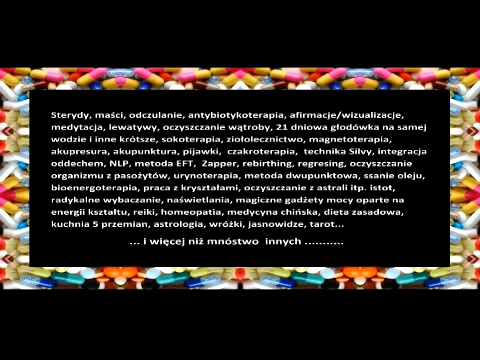 Sterydy, maści, odczulanie, antybiotykoterapia, afirmacje/wizualizacje,
medytacja, lewatywy, oczyszczanie wątroby, 21 dniowa głodówka na samej
wodzie i inne krótsze, sokoterapia, ziołolecznictwo, magnetoterapia,
akupresura, akupunktura, pijawki, czakroterapia, technika Silvy, integracja
oddechem, NLP, metoda EFT, Zapper, rebirthing, regresing, oczyszczanie
organizmu z pasożytów, urynoterapia, metoda dwupunktowa, ssanie oleju,
bioenergoterapia, praca z kryształami, oczyszczanie z astrali itp. istot,
radykalne wybaczanie, naświetlania, magiczne gadżety mocy oparte na
energii kształtu, reiki, homeopatia, medycyna chińska, dieta zasadowa,
kuchnia 5 przemian, astrologia, wróżki, jasnowidze, tarot...
... i więcej niż mnóstwo innych ...........